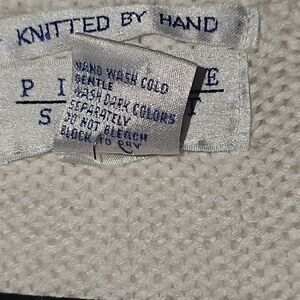 KNITTED BY HAND
P I E
S T
HAND WASH COLD
GENTLE
WASH DARK COLORS
SEPARATELY
DO NOT BLEACH
BLOCK TO DRY